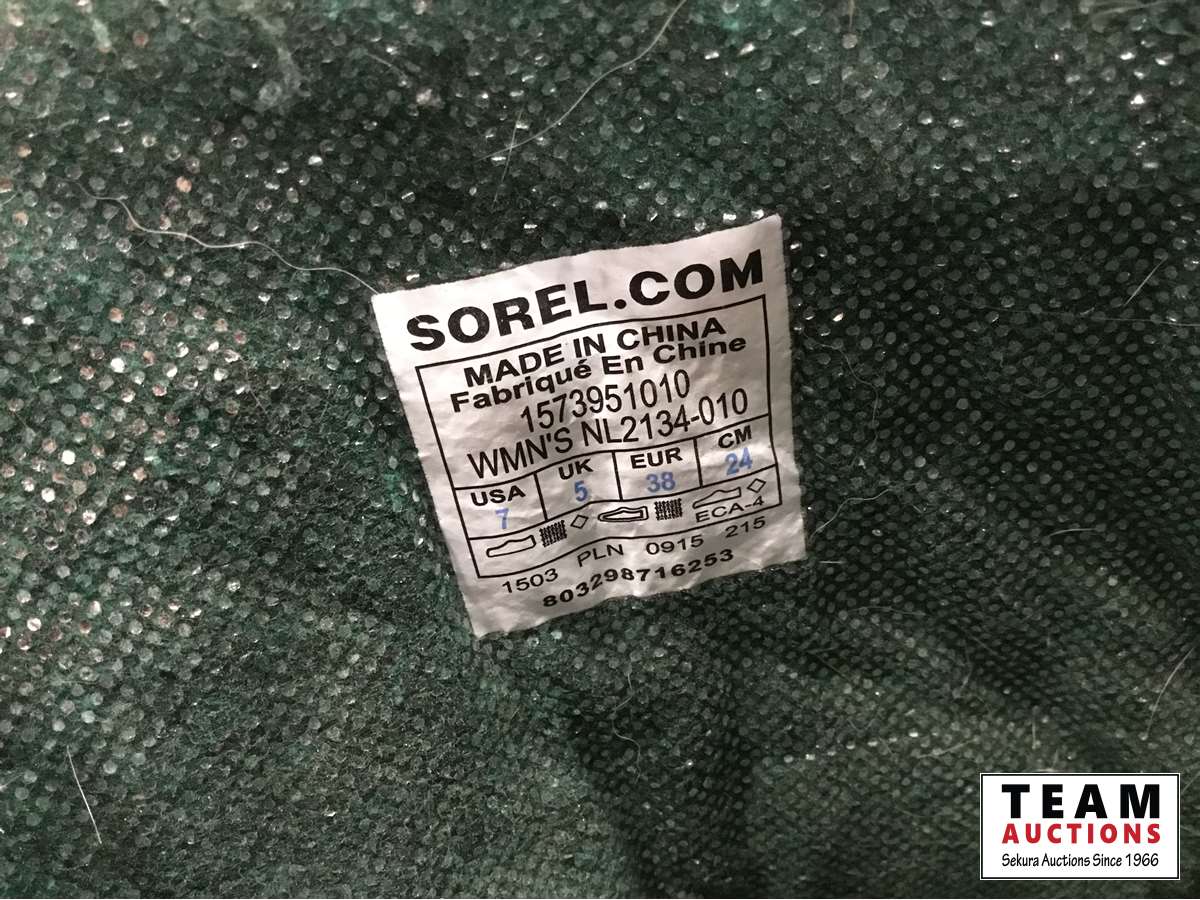 SOREL.COM
MADE IN CHINA
Fabriqué En Chine
1573951010
WMN'S NL2134-010
USA UK EUR CM
7 5 38 24
ECA-4
1503 PLN 0915 215
803298716253
TEAM
AUCTIONS
Sekura Auctions Since 1966